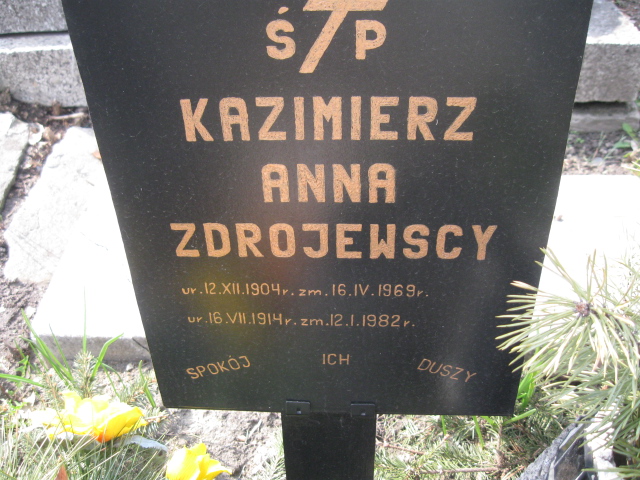 Ś P
KAZIMIERZ
ANNA
ZDROJEWSCY
ur. 12.XII.1904 r. zm. 16.IV.1969 r.
ur. 16.VII.1914 r. zm. 12.I.1982 r.
SPOKÓJ ICH DUSZY